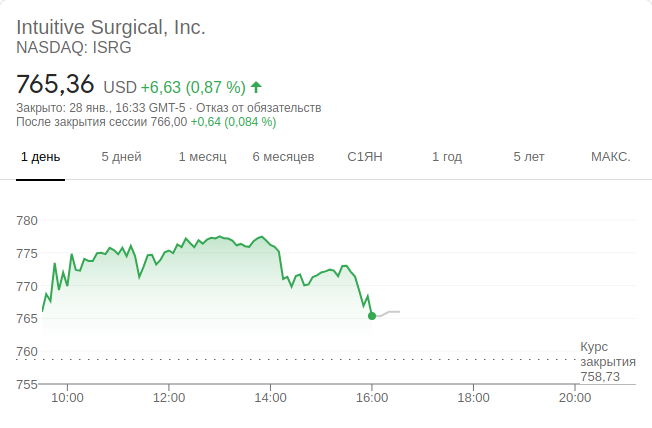 Intuitive Surgical, Inc.
NASDAQ: ISRG
765,36 USD +6,63 (0,87 %)
Закрыто: 28 янв., 16:33 GMT-5 · Отказ от обязательств
После закрытия сессии 766,00 +0,64 (0,084 %)
1 день 5 дней 1 месяц 6 месяцев С1ЯН 1 год 5 лет МАКС.
780
775
770
765
760
755
Курс
закрытия
758,73
10:00 12:00 14:00 16:00 18:00 20:00